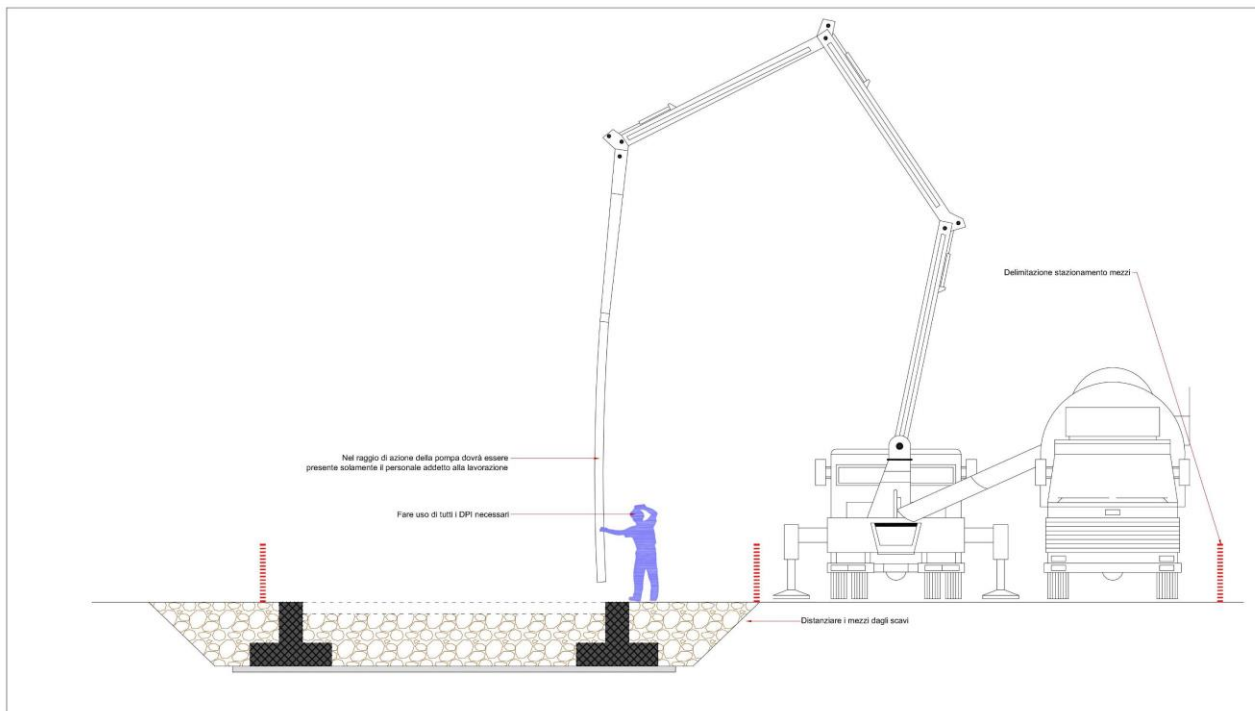 Delimitazione stazionamento mezzi
Nel raggio di azione della pompa dovrà essere
presente solamente il personale addetto alla lavorazione
Fare uso di tutti i DPI necessari
Distanziare i mezzi dagli scavi